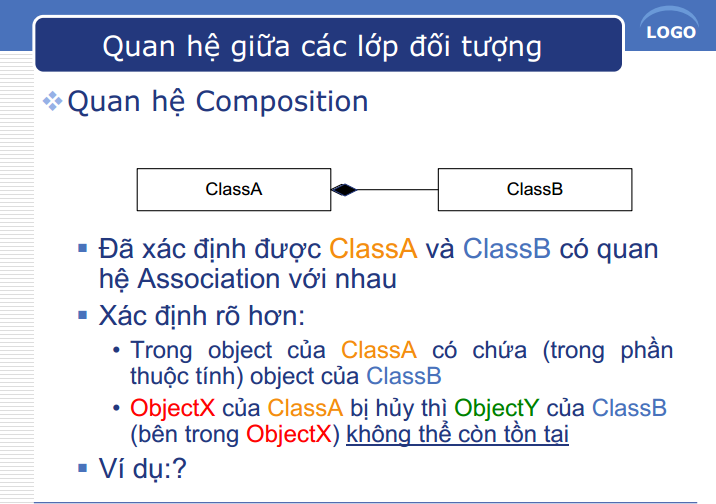 Quan hệ giữa các lớp đối tượng
LOGO
Quan hệ Composition
ClassA
ClassB
Đã xác định được ClassA và ClassB có quan
hệ Association với nhau
Xác định rõ hơn:
• Trong object của ClassA có chứa (trong phần
thuộc tính) object của ClassB
• ObjectX của ClassA bị hủy thì ObjectY của ClassB
(bên trong ObjectX) không thể còn tồn tại
Ví dụ:?